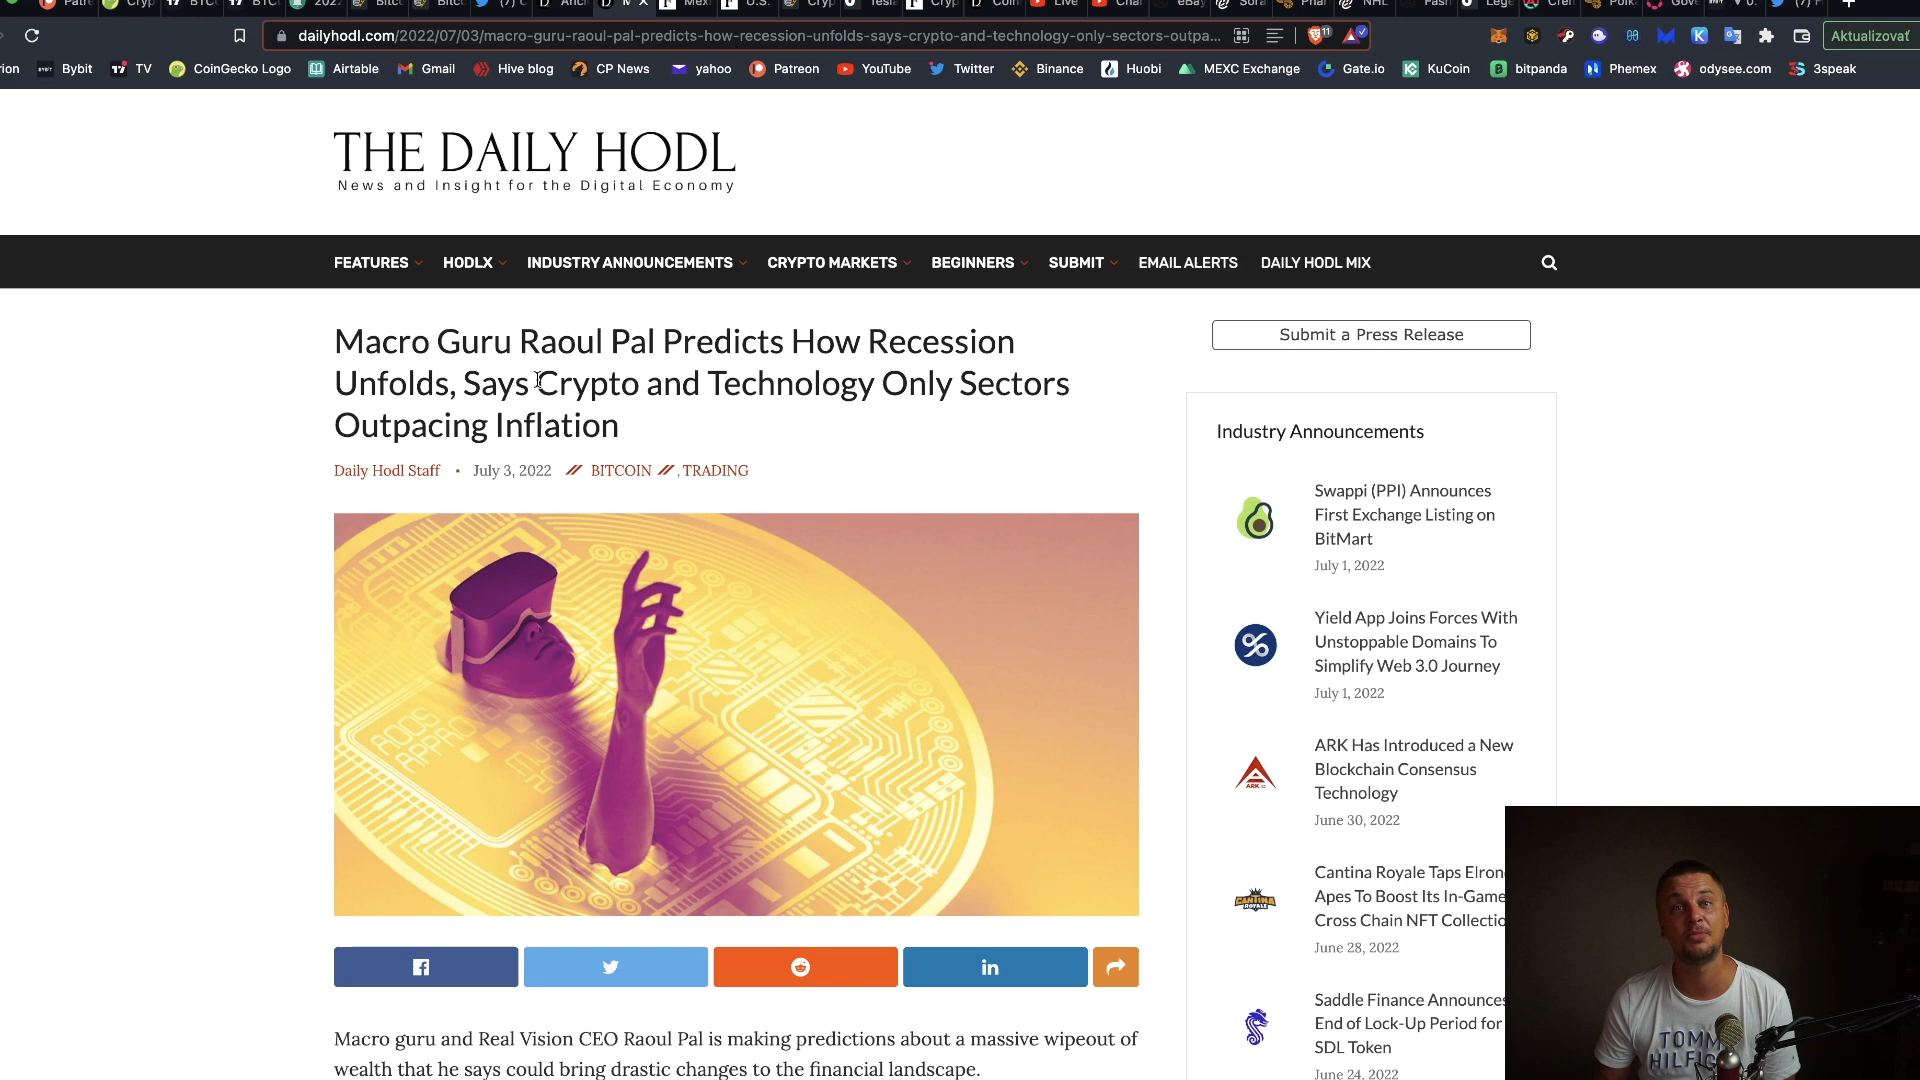 dailyhodl.com/2022/07/03/macro-guru-raoul-pal-predicts-how-recession-unfolds-says-crypto-and-technology-only-sectors-outpa...
11
Aktualizovať
rion Bybit TV CoinGecko Logo Airtable Gmail Hive blog CP News yahoo Patreon YouTube Twitter Binance Huobi MEXC Exchange Gate.io KuCoin bitpanda Phemex odysee.com 3speak
THE DAILY HODL
News and Insight for the Digital Economy
FEATURES HODLX INDUSTRY ANNOUNCEMENTS CRYPTO MARKETS BEGINNERS SUBMIT EMAIL ALERTS DAILY HODL MIX
Macro Guru Raoul Pal Predicts How Recession
Unfolds, Says Crypto and Technology Only Sectors
Outpacing Inflation
Daily Hodl Staff • July 3, 2022 // BITCOIN // , TRADING
Macro guru and Real Vision CEO Raoul Pal is making predictions about a massive wipeout of
wealth that he says could bring drastic changes to the financial landscape.
Submit a Press Release
Industry Announcements
Swappi (PPI) Announces
First Exchange Listing on
BitMart
July 1, 2022
Yield App Joins Forces With
Unstoppable Domains To
Simplify Web 3.0 Journey
July 1, 2022
ARK Has Introduced a New
Blockchain Consensus
Technology
June 30, 2022
Cantina Royale Taps Elron
Apes To Boost Its In-Game
Cross Chain NFT Collectio
June 28, 2022
Saddle Finance Announces
End of Lock-Up Period for
SDL Token
June 24, 2022
TOMM
HILFIG